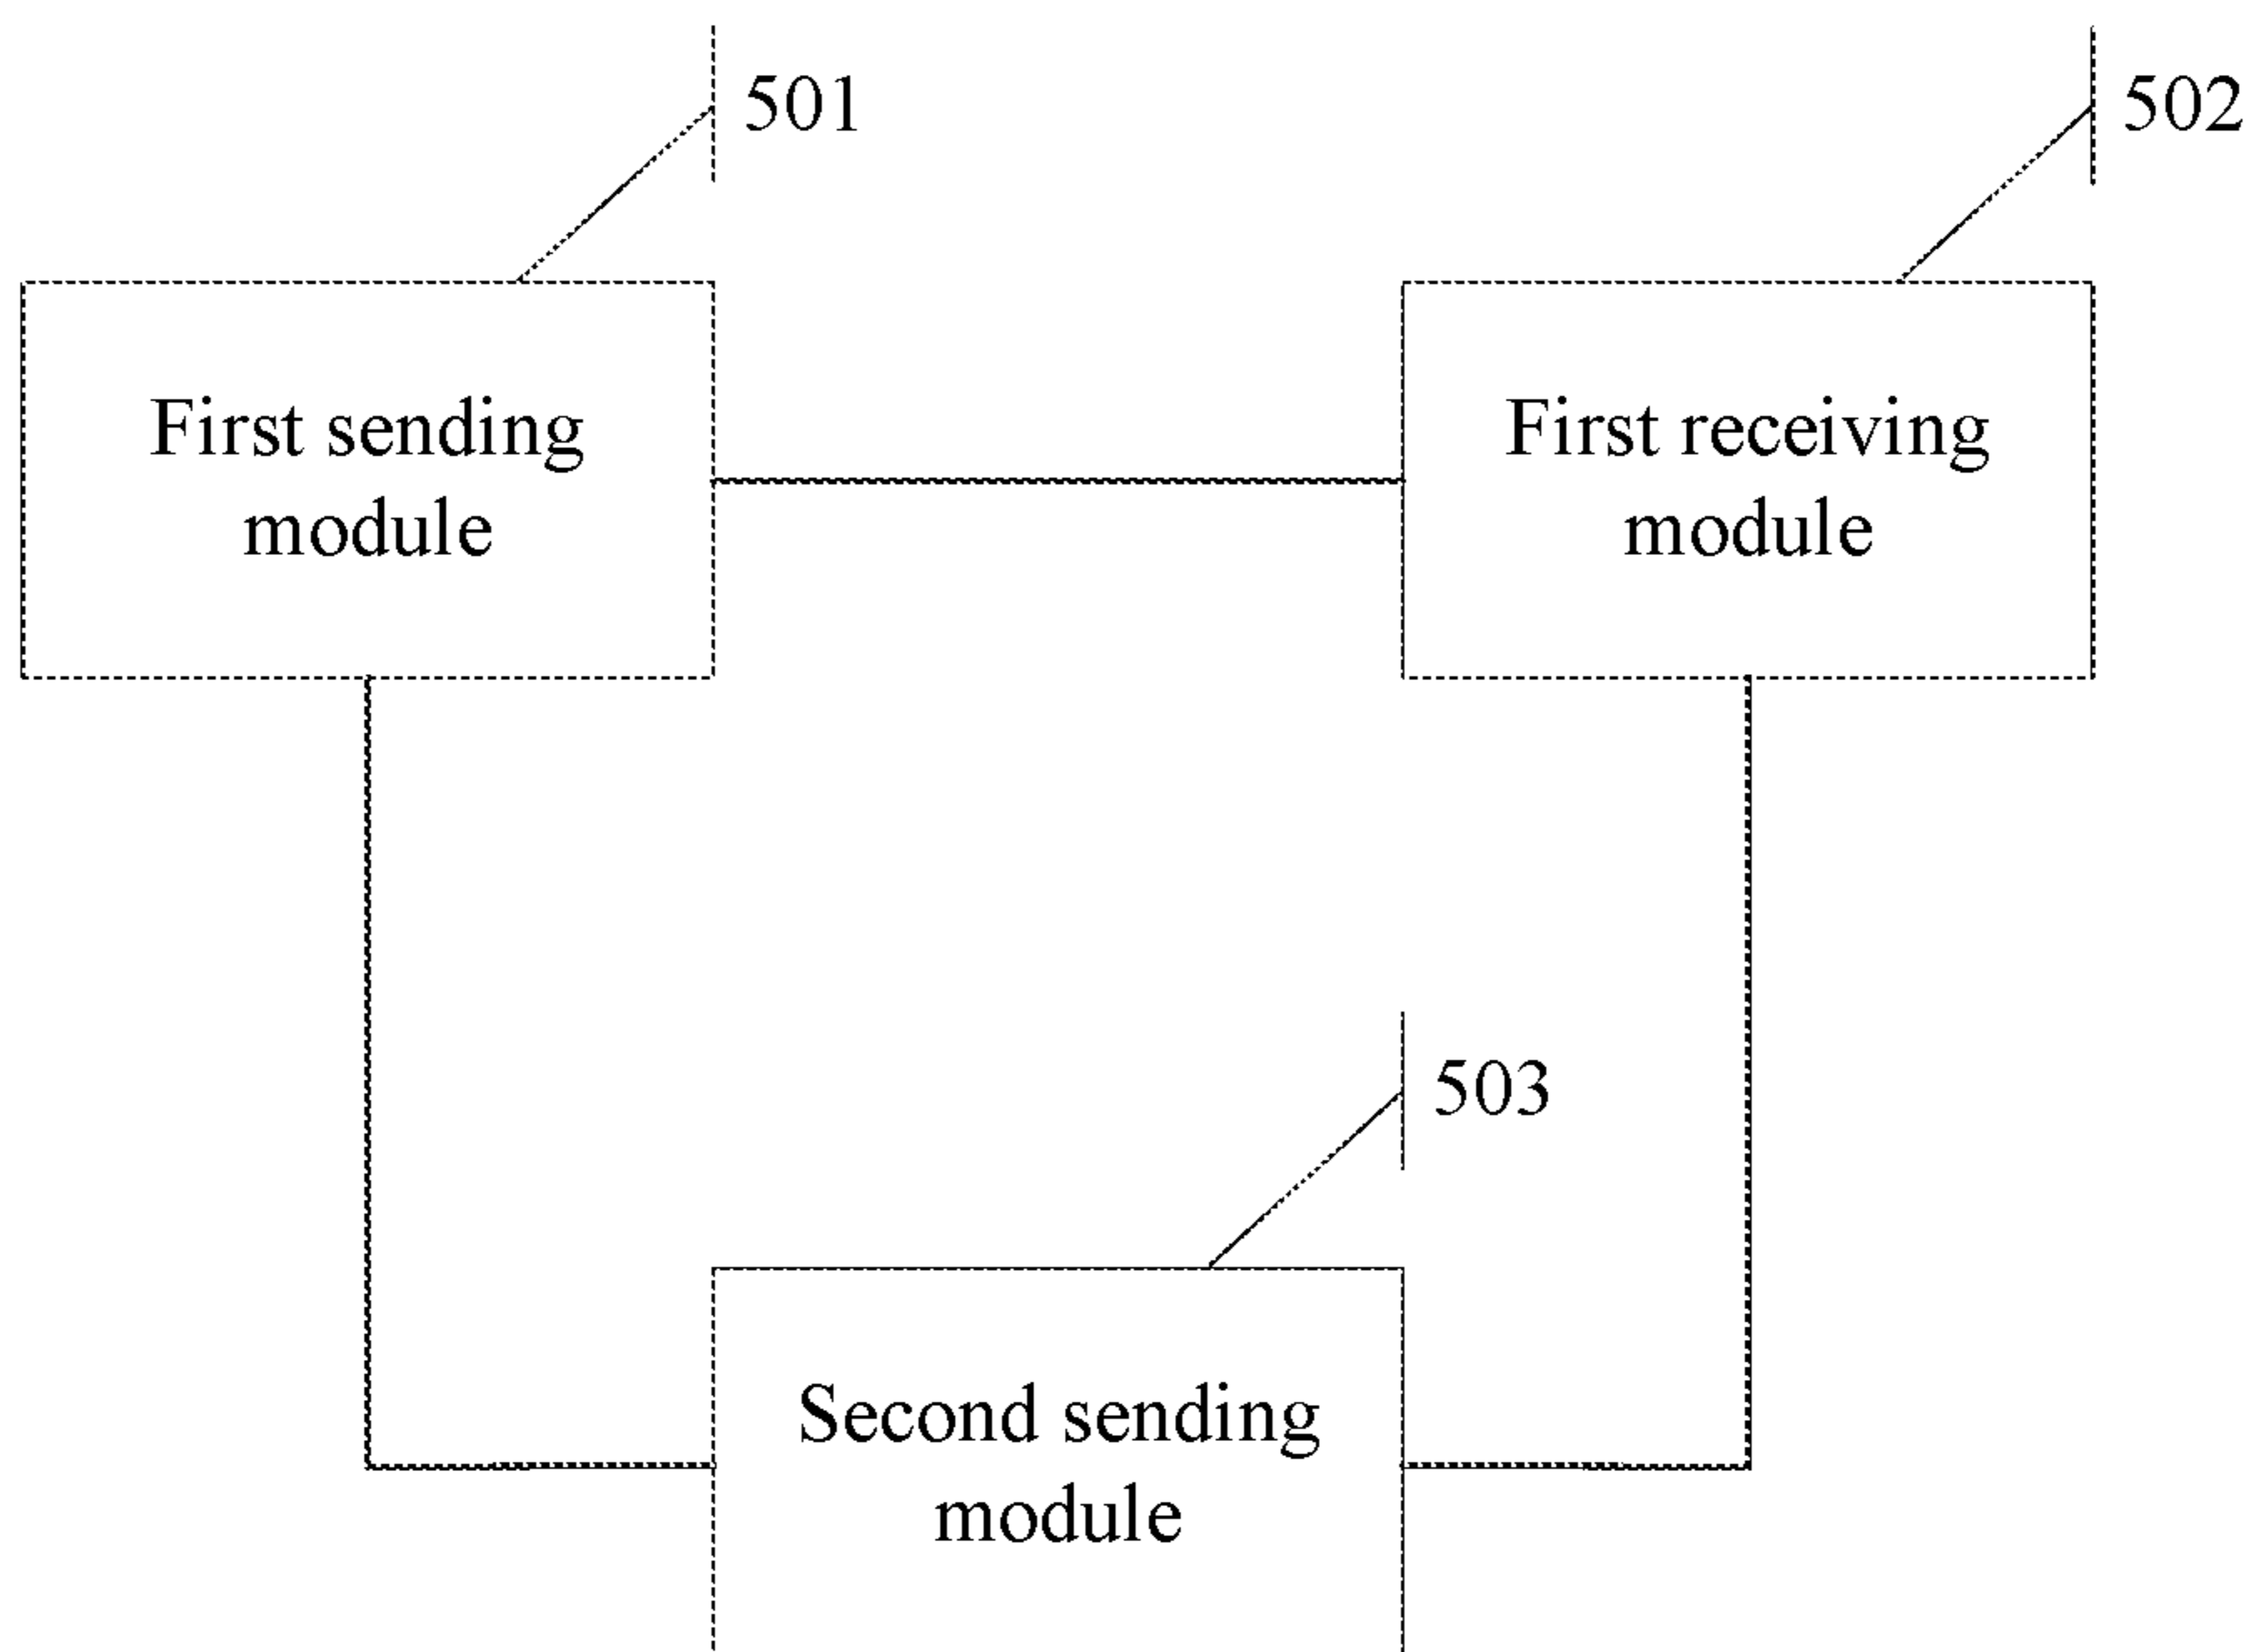 501
502
First sending
module
First receiving
module
503
Second sending
module